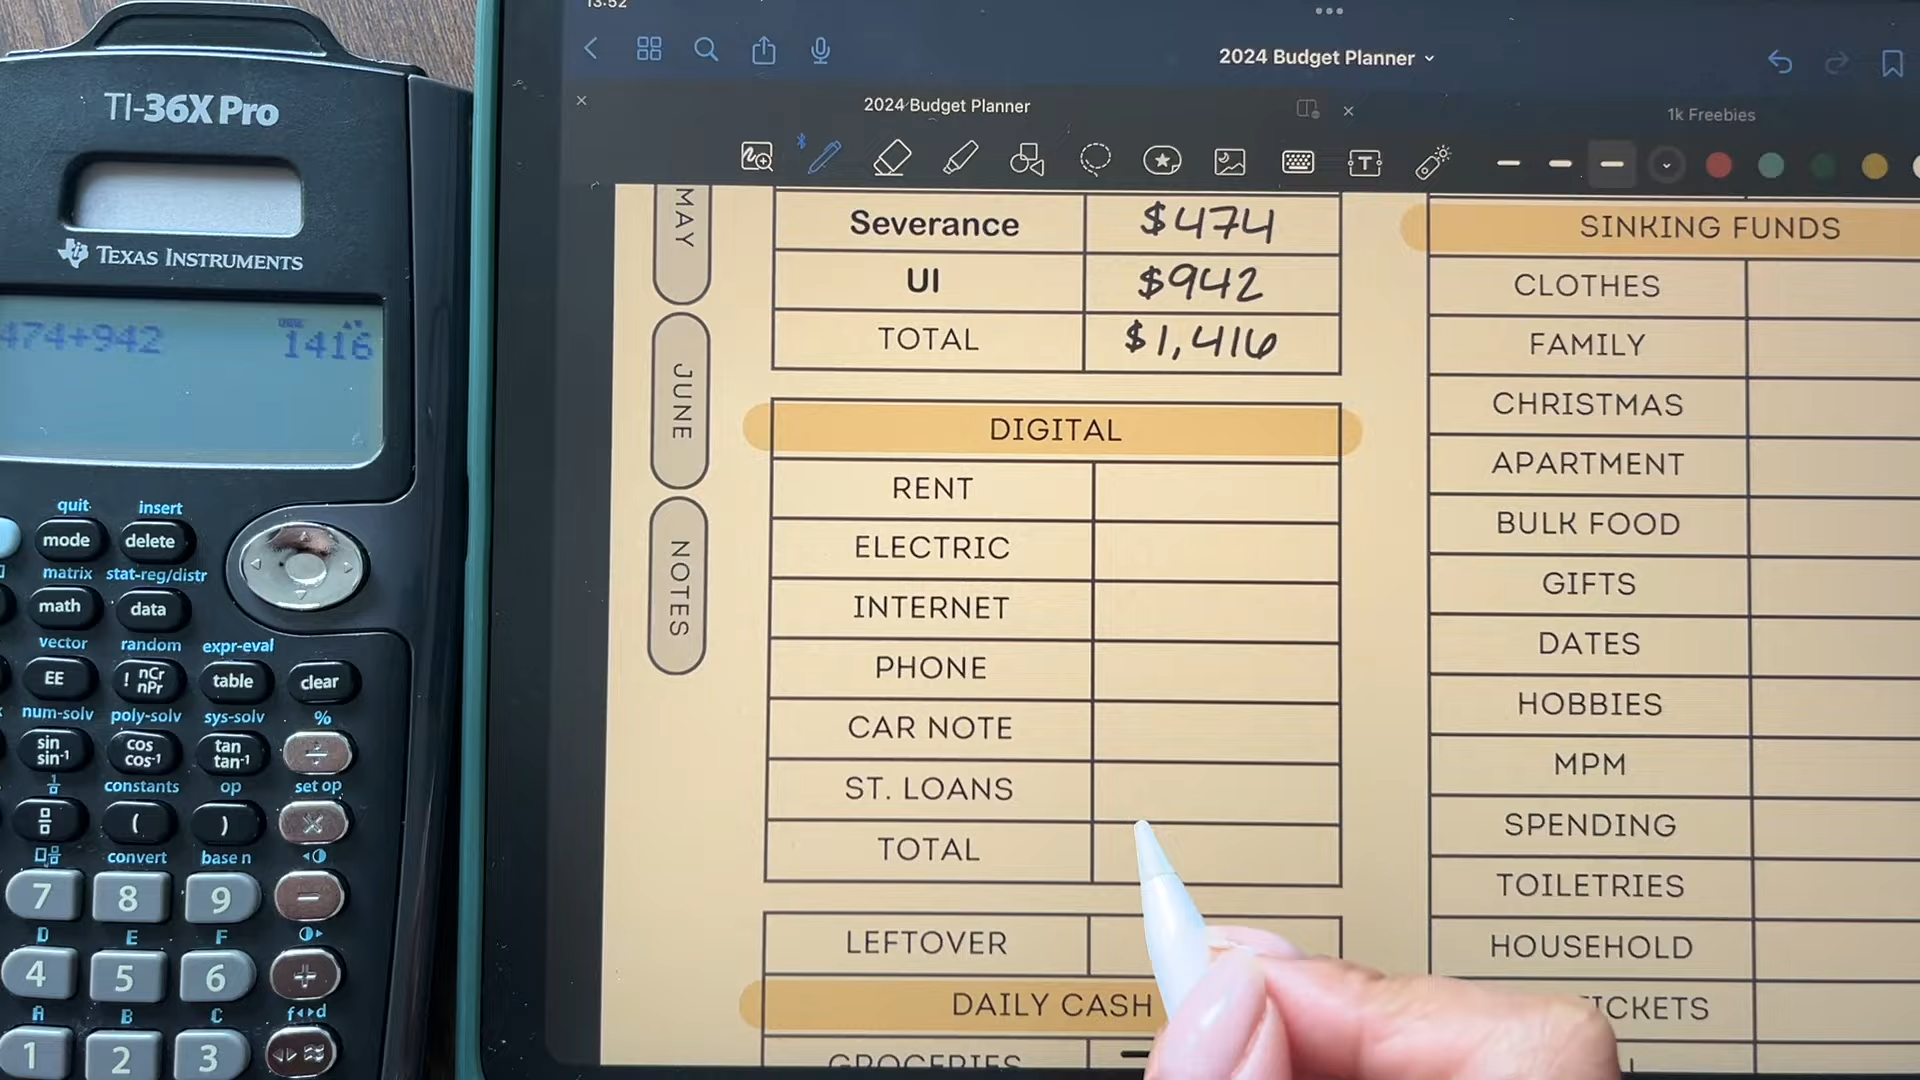 TI-36X Pro
TEXAS INSTRUMENTS
474+942 1416
quit insert
mode delete
matrix stat-reg/distr
math data
vector random expr-eval
EE ! nCr nPr table clear
num-solv poly-solv sys-solv %
sin sin-1 cos cos-1 tan tan-1 ÷
constants op set op
( ) ×
convert base n
7 8 9 −
D E F
4 5 6 +
A B C f◂▸d
1 2 3 ◂▸≈
13:52
2024 Budget Planner
2024 Budget Planner
1k Freebies
T
MAY
JUNE
NOTES
Severance $474
UI $942
TOTAL $1,416
DIGITAL
RENT
ELECTRIC
INTERNET
PHONE
CAR NOTE
ST. LOANS
TOTAL
LEFTOVER
DAILY CASH
GROCERIES
SINKING FUNDS
CLOTHES
FAMILY
CHRISTMAS
APARTMENT
BULK FOOD
GIFTS
DATES
HOBBIES
MPM
SPENDING
TOILETRIES
HOUSEHOLD
ICKETS